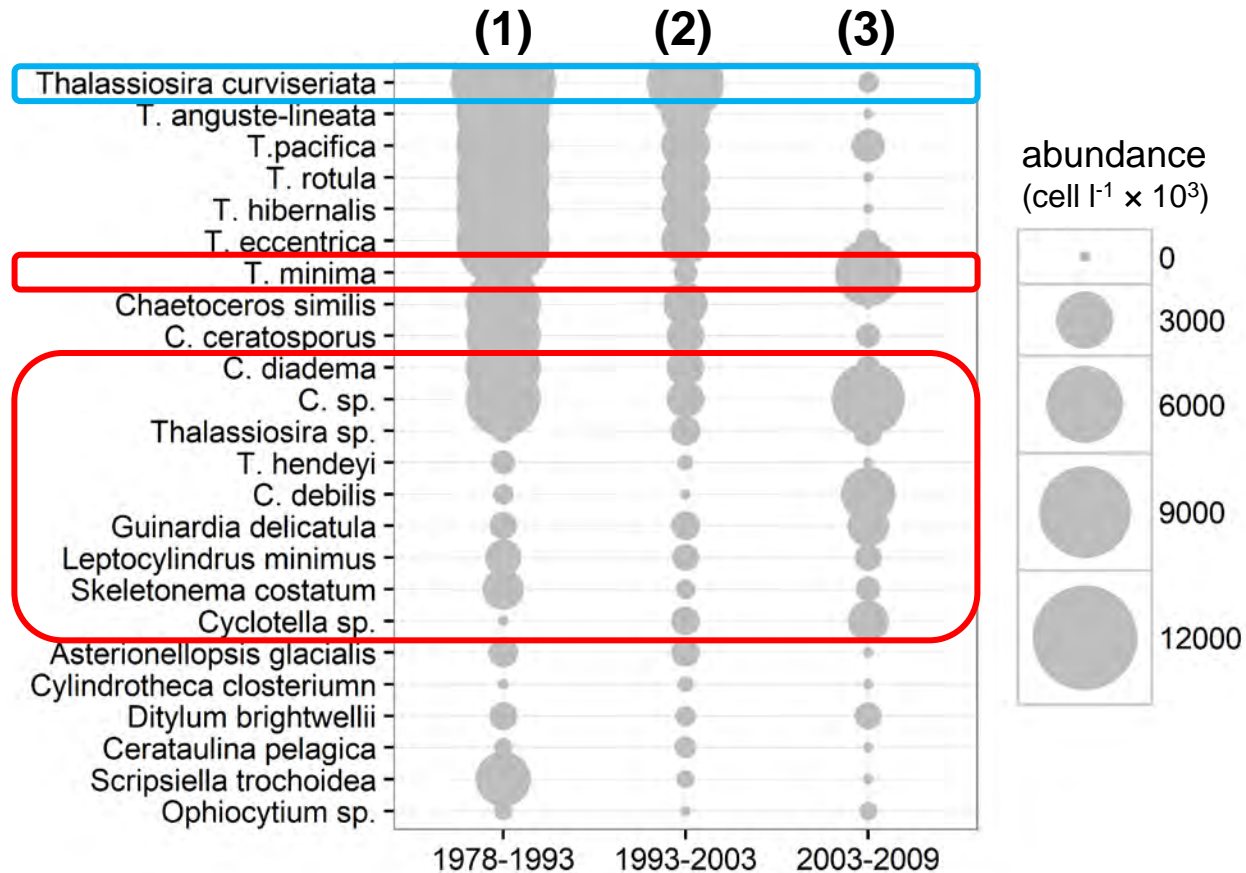 (1) (2) (3)
Thalassiosira curviseriata
T. anguste-lineata
T.pacifica
T. rotula
T. hibernalis
T. eccentrica
T. minima
Chaetoceros similis
C. ceratosporus
C. diadema
C. sp.
Thalassiosira sp.
T. hendeyi
C. debilis
Guinardia delicatula
Leptocylindrus minimus
Skeletonema costatum
Cyclotella sp.
Asterionellopsis glacialis
Cylindrotheca closteriumn
Ditylum brightwellii
Cerataulina pelagica
Scripsiella trochoidea
Ophiocytium sp.
1978-1993 1993-2003 2003-2009
abundance
(cell l⁻¹ × 10³)
0
3000
6000
9000
12000